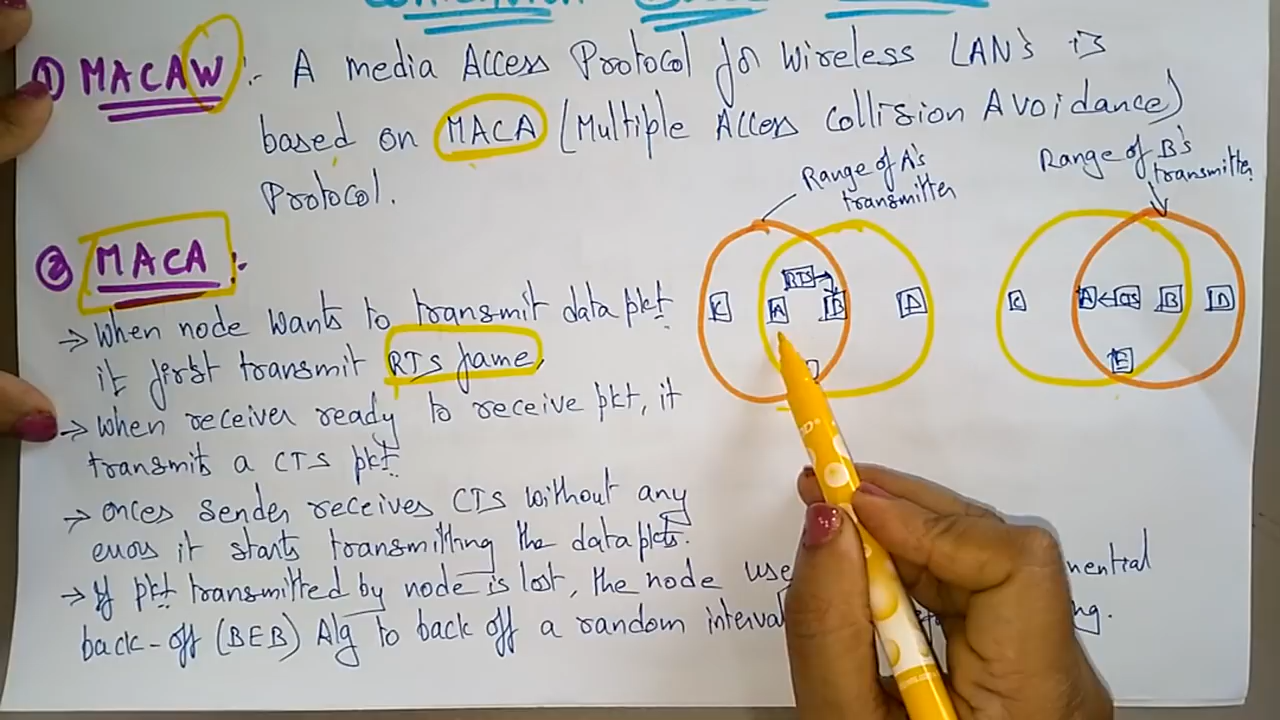 ① MACAW :- A media Access Protocol for Wireless LAN's is
based on MACA (Multiple Access collision Avoidance)
Protocol.
Range of A's
transmitter
Range of B's
transmitter
② MACA :-
→ When node wants to transmit data pkt
it first transmit RTS frame,
→ When receiver ready to receive pkt, it
transmits a CTS pkt.
→ onces sender receives CTS without any
errors it starts transmitting the data pkts.
→ If pkt transmitted by node is lost, the node
back-off (BEB) Alg to back off a random interval
RTS →
C A B D
C A ← CTS B D
E